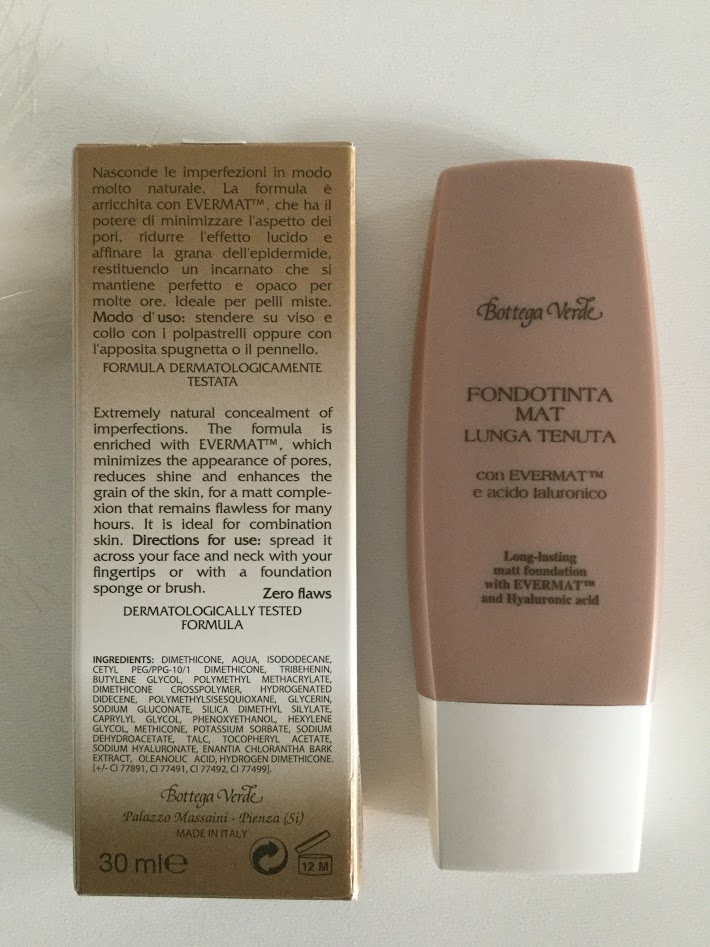 Nasconde le imperfezioni in modo
molto naturale. La formula è
arricchita con EVERMAT™, che ha il
potere di minimizzare l'aspetto dei
pori, ridurre l'effetto lucido e
affinare la grana dell'epidermide,
restituendo un incarnato che si
mantiene perfetto e opaco per
molte ore. Ideale per pelli miste.
Modo d'uso: stendere su viso e
collo con i polpastrelli oppure con
l'apposita spugnetta o il pennello.
FORMULA DERMATOLOGICAMENTE
TESTATA
Extremely natural concealment of
imperfections. The formula is
enriched with EVERMAT™, which
minimizes the appearance of pores,
reduces shine and enhances the
grain of the skin, for a matt comple-
xion that remains flawless for many
hours. It is ideal for combination
skin. Directions for use: spread it
across your face and neck with your
fingertips or with a foundation
sponge or brush.
Zero flaws
DERMATOLOGICALLY TESTED
FORMULA
INGREDIENTS: DIMETHICONE, AQUA, ISODODECANE,
CETYL PEG/PPG-10/1 DIMETHICONE, TRIBEHENIN,
BUTYLENE GLYCOL, POLYMETHYL METHACRYLATE,
DIMETHICONE CROSSPOLYMER, HYDROGENATED
DIDECENE, POLYMETHYLSISESQUIOXANE, GLYCERIN,
SODIUM GLUCONATE, SILICA DIMETHYL SILYLATE,
CAPRYLYL GLYCOL, PHENOXYETHANOL, HEXYLENE
GLYCOL, METHICONE, POTASSIUM SORBATE, SODIUM
DEHYDROACETATE, TALC, TOCOPHERYL ACETATE,
SODIUM HYALURONATE, ENANTIA CHLORANTHA BARK
EXTRACT, OLEANOLIC ACID, HYDROGEN DIMETHICONE.
[+/- CI 77891, CI 77491, CI 77492, CI 77499].
Bottega Verde
Palazzo Massaini - Pienza (Si)
MADE IN ITALY
30 ml e
12 M
Bottega Verde
FONDOTINTA
MAT
LUNGA TENUTA
con EVERMAT™
e acido Ialuronico
Long-lasting
matt foundation
with EVERMAT™
and Hyaluronic acid